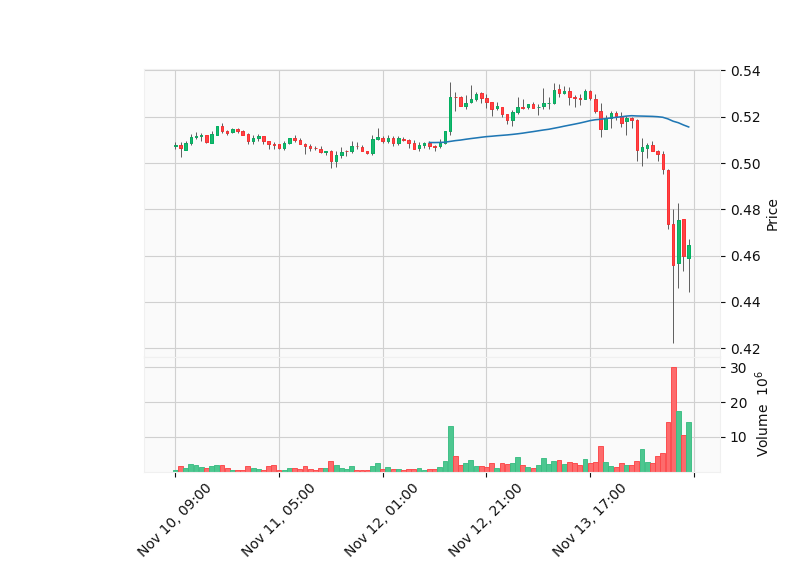 0.54
0.52
0.50
0.48
0.46
0.44
0.42
Price
30
20
10
Volume 10^6
Nov 10, 09:00
Nov 11, 05:00
Nov 12, 01:00
Nov 12, 21:00
Nov 13, 17:00